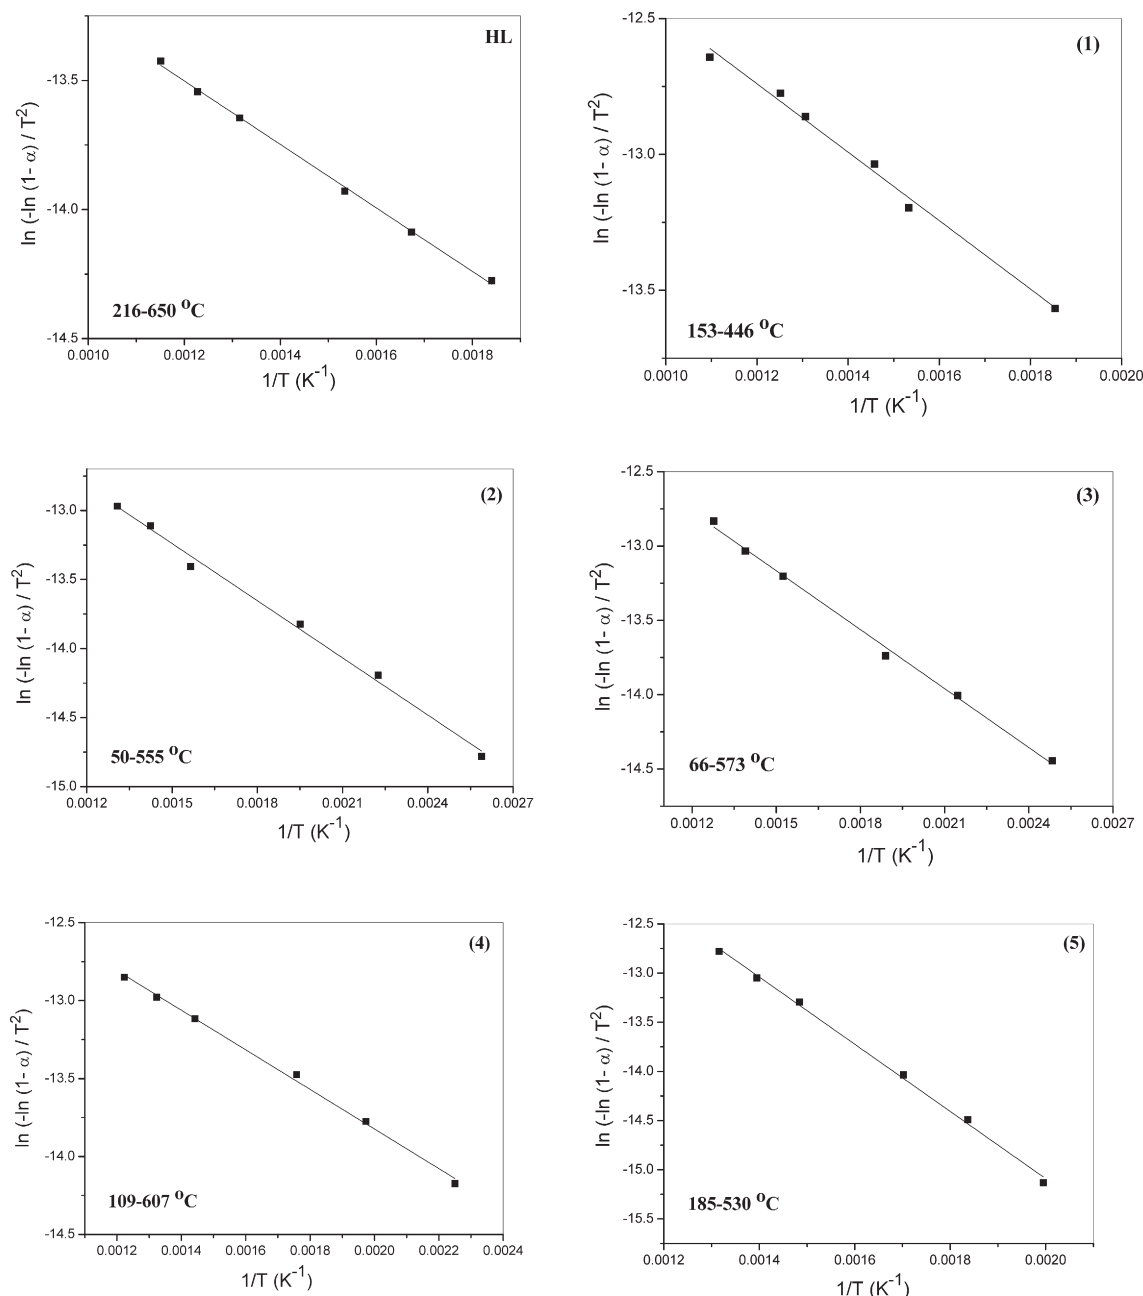 HL
-13.5
-14.0
-14.5
ln (-ln (1- α) / T²)
216-650 °C
0.0010 0.0012 0.0014 0.0016 0.0018
1/T (K⁻¹)
(1)
-12.5
-13.0
-13.5
ln (-ln (1- α) / T²)
153-446 °C
0.0010 0.0012 0.0014 0.0016 0.0018 0.0020
1/T (K⁻¹)
(2)
-13.0
-13.5
-14.0
-14.5
-15.0
ln (-ln (1- α) / T²)
50-555 °C
0.0012 0.0015 0.0018 0.0021 0.0024 0.0027
1/T (K⁻¹)
(3)
-12.5
-13.0
-13.5
-14.0
-14.5
ln (-ln (1- α) / T²)
66-573 °C
0.0012 0.0015 0.0018 0.0021 0.0024 0.0027
1/T (K⁻¹)
(4)
-12.5
-13.0
-13.5
-14.0
-14.5
ln (-ln (1- α) / T²)
109-607 °C
0.0012 0.0014 0.0016 0.0018 0.0020 0.0022 0.0024
1/T (K⁻¹)
(5)
-12.5
-13.0
-13.5
-14.0
-14.5
-15.0
-15.5
ln (-ln (1- α) / T²)
185-530 °C
0.0012 0.0014 0.0016 0.0018 0.0020
1/T (K⁻¹)